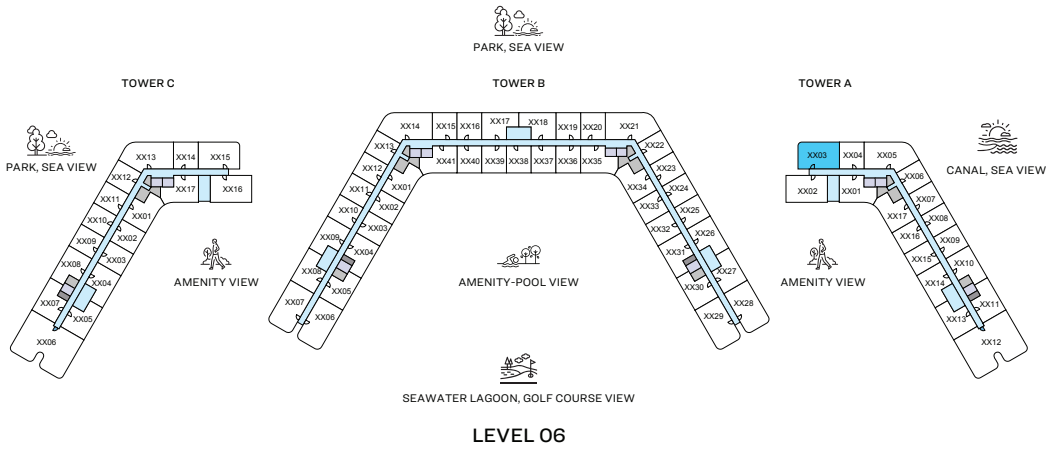 PARK, SEA VIEW
TOWER C
TOWER B
TOWER A
PARK, SEA VIEW
CANAL, SEA VIEW
XX13
XX14
XX15
XX12
XX17
XX16
XX11
XX01
XX10
XX02
XX09
XX03
XX08
XX04
XX07
XX05
XX06
XX14
XX15
XX16
XX17
XX18
XX19
XX20
XX21
XX13
XX41
XX40
XX39
XX38
XX37
XX36
XX35
XX22
XX12
XX23
XX11
XX01
XX34
XX24
XX10
XX02
XX33
XX25
XX09
XX03
XX32
XX26
XX08
XX04
XX31
XX27
XX07
XX05
XX30
XX28
XX06
XX29
XX03
XX04
XX05
XX02
XX01
XX06
XX17
XX07
XX16
XX08
XX15
XX09
XX14
XX10
XX13
XX11
XX12
AMENITY VIEW
AMENITY-POOL VIEW
AMENITY VIEW
SEAWATER LAGOON, GOLF COURSE VIEW
LEVEL 06